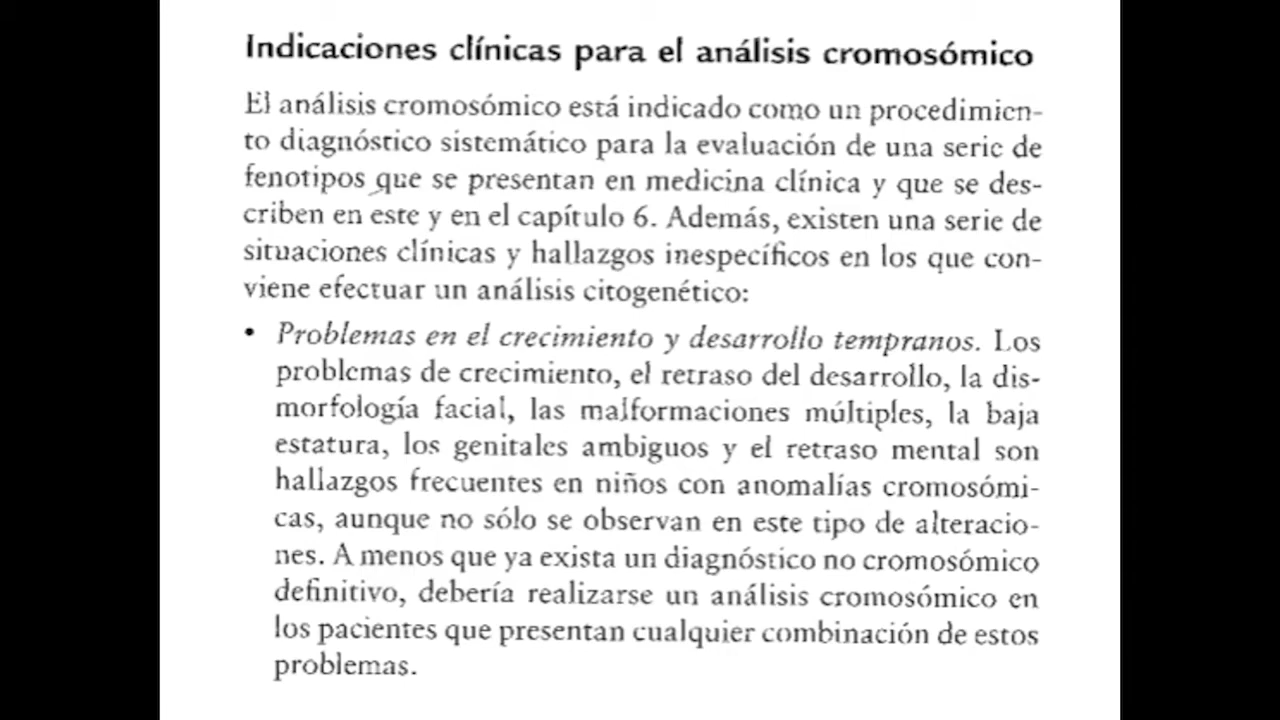 Indicaciones clínicas para el análisis cromosómico
El análisis cromosómico está indicado como un procedimien-
to diagnóstico sistemático para la evaluación de una serie de
fenotipos que se presentan en medicina clínica y que se des-
criben en este y en el capítulo 6. Además, existen una serie de
situaciones clínicas y hallazgos inespecíficos en los que con-
viene efectuar un análisis citogenético:
• Problemas en el crecimiento y desarrollo tempranos. Los
problemas de crecimiento, el retraso del desarrollo, la dis-
morfología facial, las malformaciones múltiples, la baja
estatura, los genitales ambiguos y el retraso mental son
hallazgos frecuentes en niños con anomalías cromosómi-
cas, aunque no sólo se observan en este tipo de alteracio-
nes. A menos que ya exista un diagnóstico no cromosómico
definitivo, debería realizarse un análisis cromosómico en
los pacientes que presentan cualquier combinación de estos
problemas.